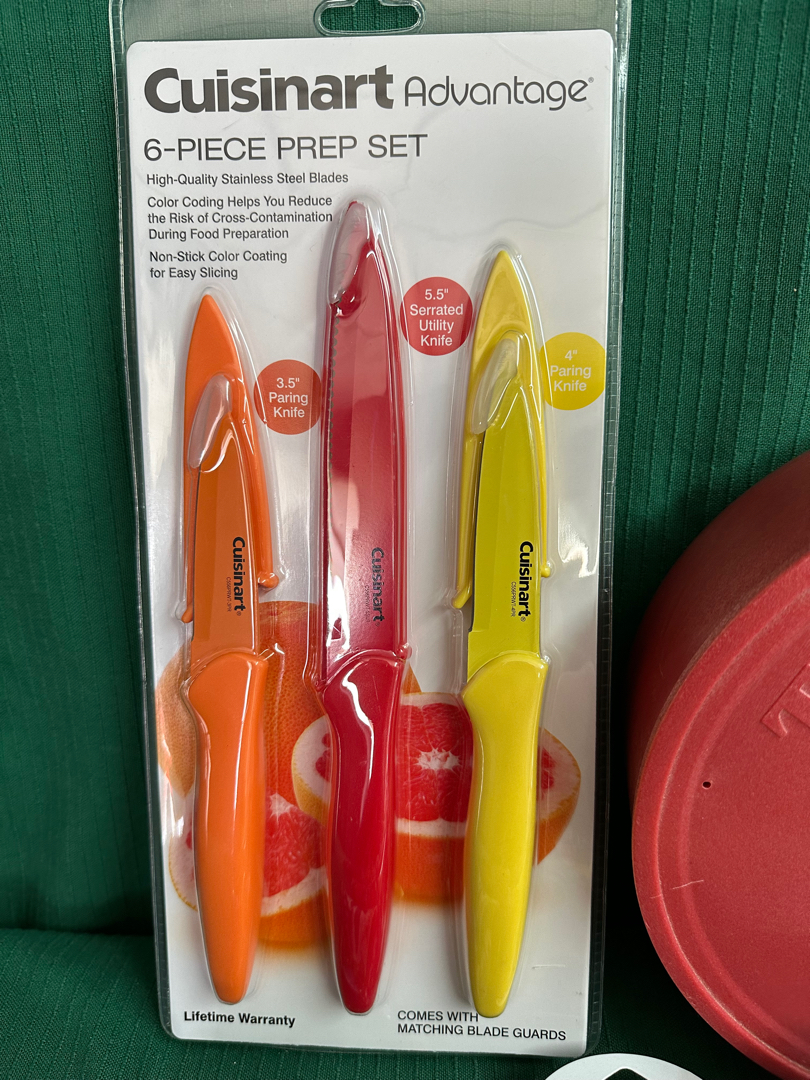 Cuisinart Advantage®
6-PIECE PREP SET
High-Quality Stainless Steel Blades
Color Coding Helps You Reduce
the Risk of Cross-Contamination
During Food Preparation
Non-Stick Color Coating
for Easy Slicing
5.5"
Serrated
Utility
Knife
4"
Paring
Knife
3.5"
Paring
Knife
Cuisinart®
Cuisinart
Cuisinart®
Lifetime Warranty
COMES WITH
MATCHING BLADE GUARDS